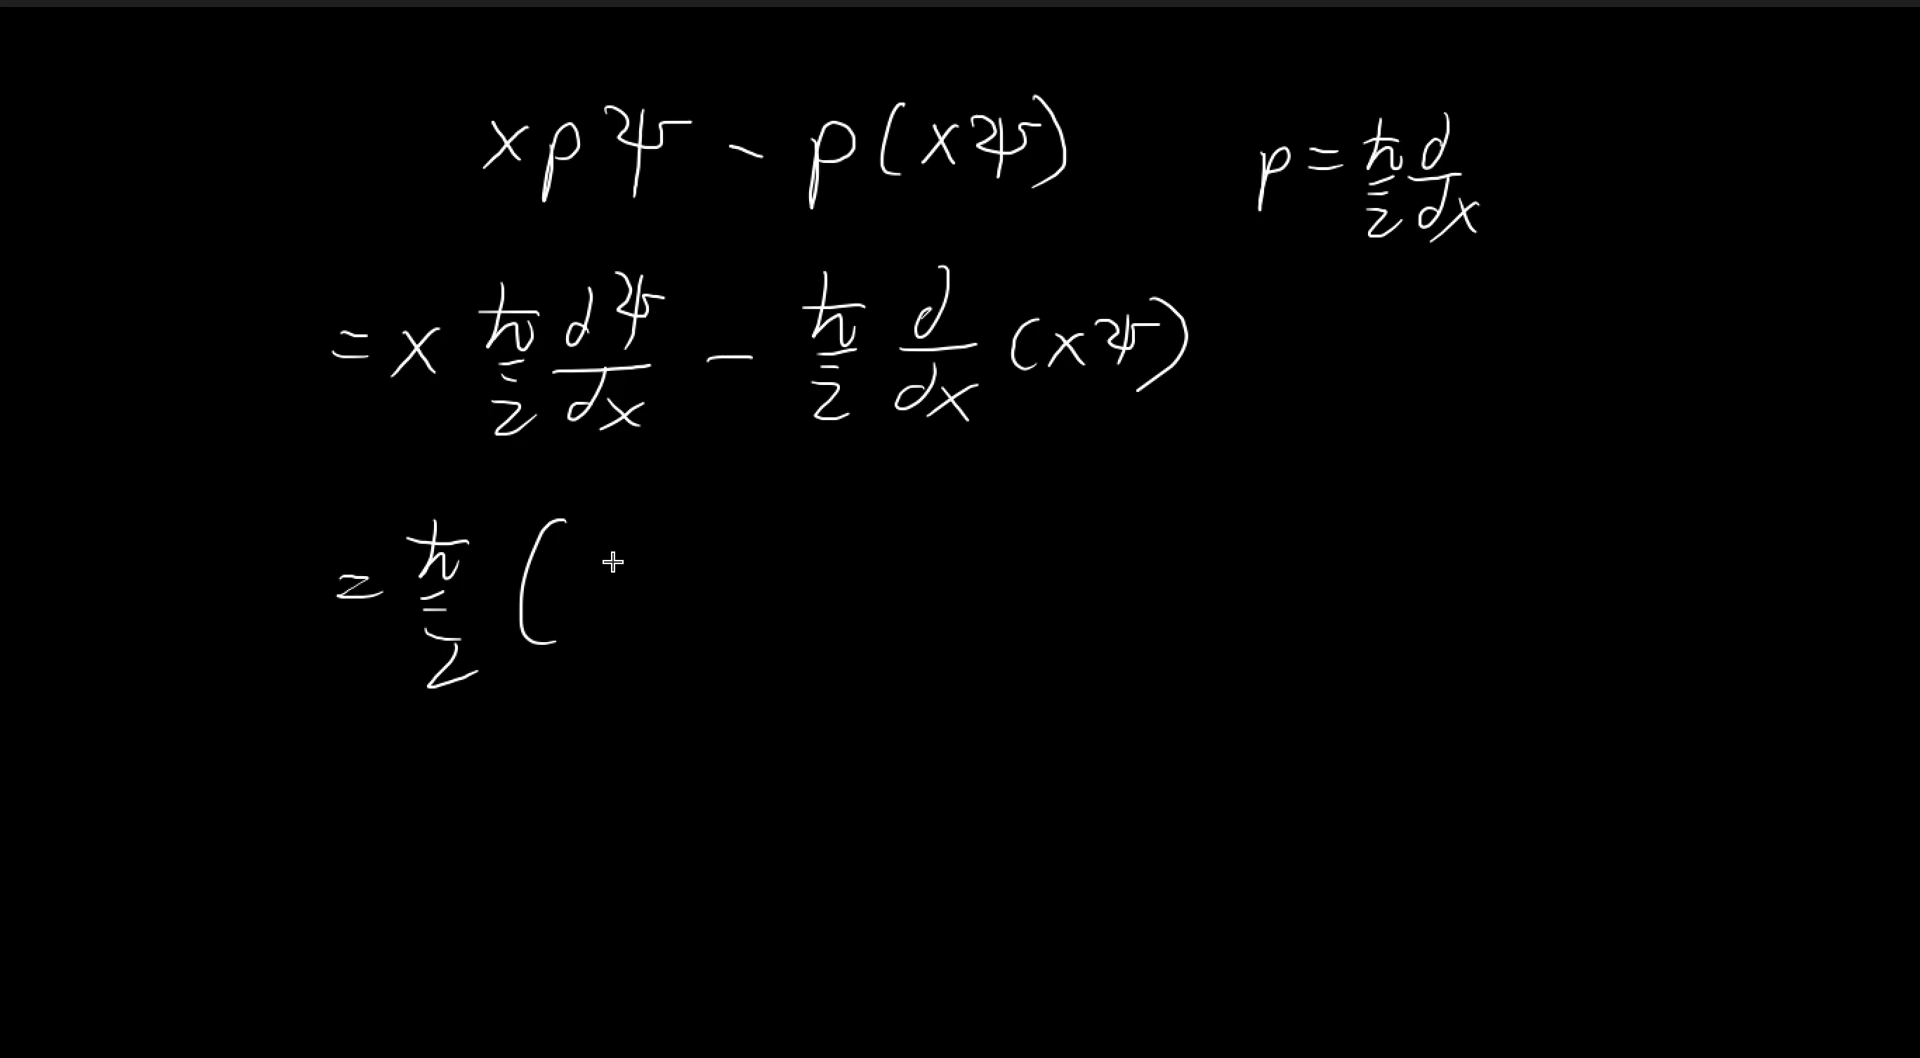 xpψ - p(xψ) p = ħ/i d/dx
= x ħ/i dψ/dx - ħ/i d/dx (xψ)
= ħ/i (